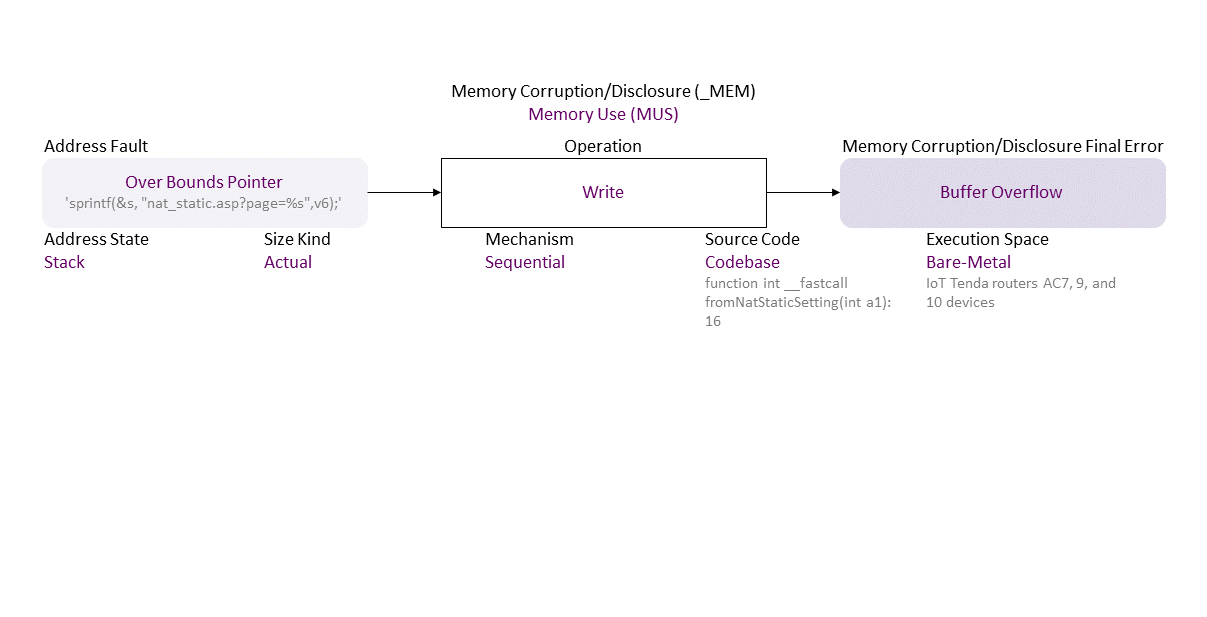 Memory Corruption/Disclosure (_MEM)
Memory Use (MUS)
Address Fault
Operation
Memory Corruption/Disclosure Final Error
Over Bounds Pointer
'sprintf(&s, "nat_static.asp?page=%s",v6);'
Write
Buffer Overflow
Address State
Size Kind
Mechanism
Source Code
Execution Space
Stack
Actual
Sequential
Codebase
Bare-Metal
function int __fastcall
fromNatStaticSetting(int a1):
16
IoT Tenda routers AC7, 9, and
10 devices